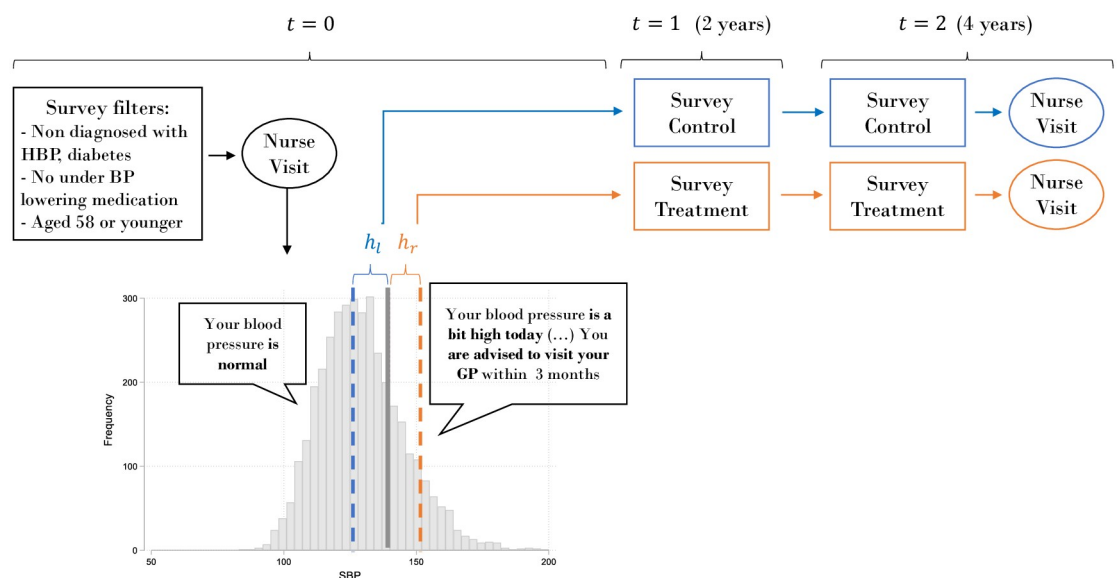 t = 0
t = 1 (2 years)
t = 2 (4 years)
Survey filters:
- Non diagnosed with
HBP, diabetes
- No under BP
lowering medication
- Aged 58 or younger
Nurse
Visit
Survey
Control
Survey
Control
Nurse
Visit
Survey
Treatment
Survey
Treatment
Nurse
Visit
h_l
h_r
Your blood
pressure is
normal
Your blood pressure is a
bit high today (...) You
are advised to visit your
GP within 3 months
Frequency
300
200
100
0
50
100
150
200
SBP